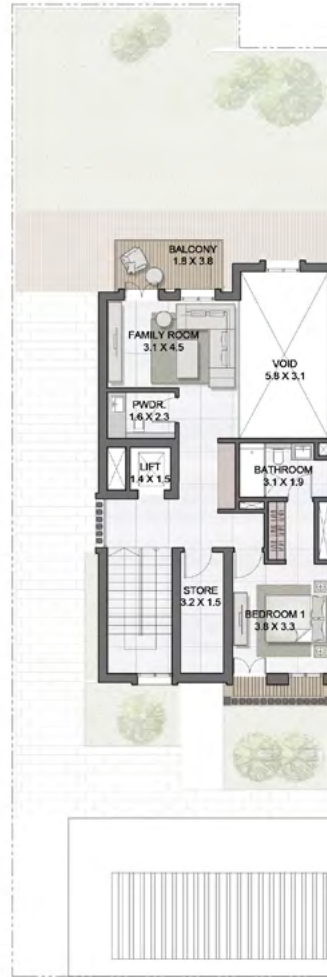 BALCONY
1.8 X 3.8
FAMILY ROOM
3.1 X 4.5
VOID
5.8 X 3.1
PWDR.
1.6 X 2.3
LIFT
1.4 X 1.5
BATHROOM
3.1 X 1.9
STORE
3.2 X 1.5
BEDROOM 1
3.8 X 3.3